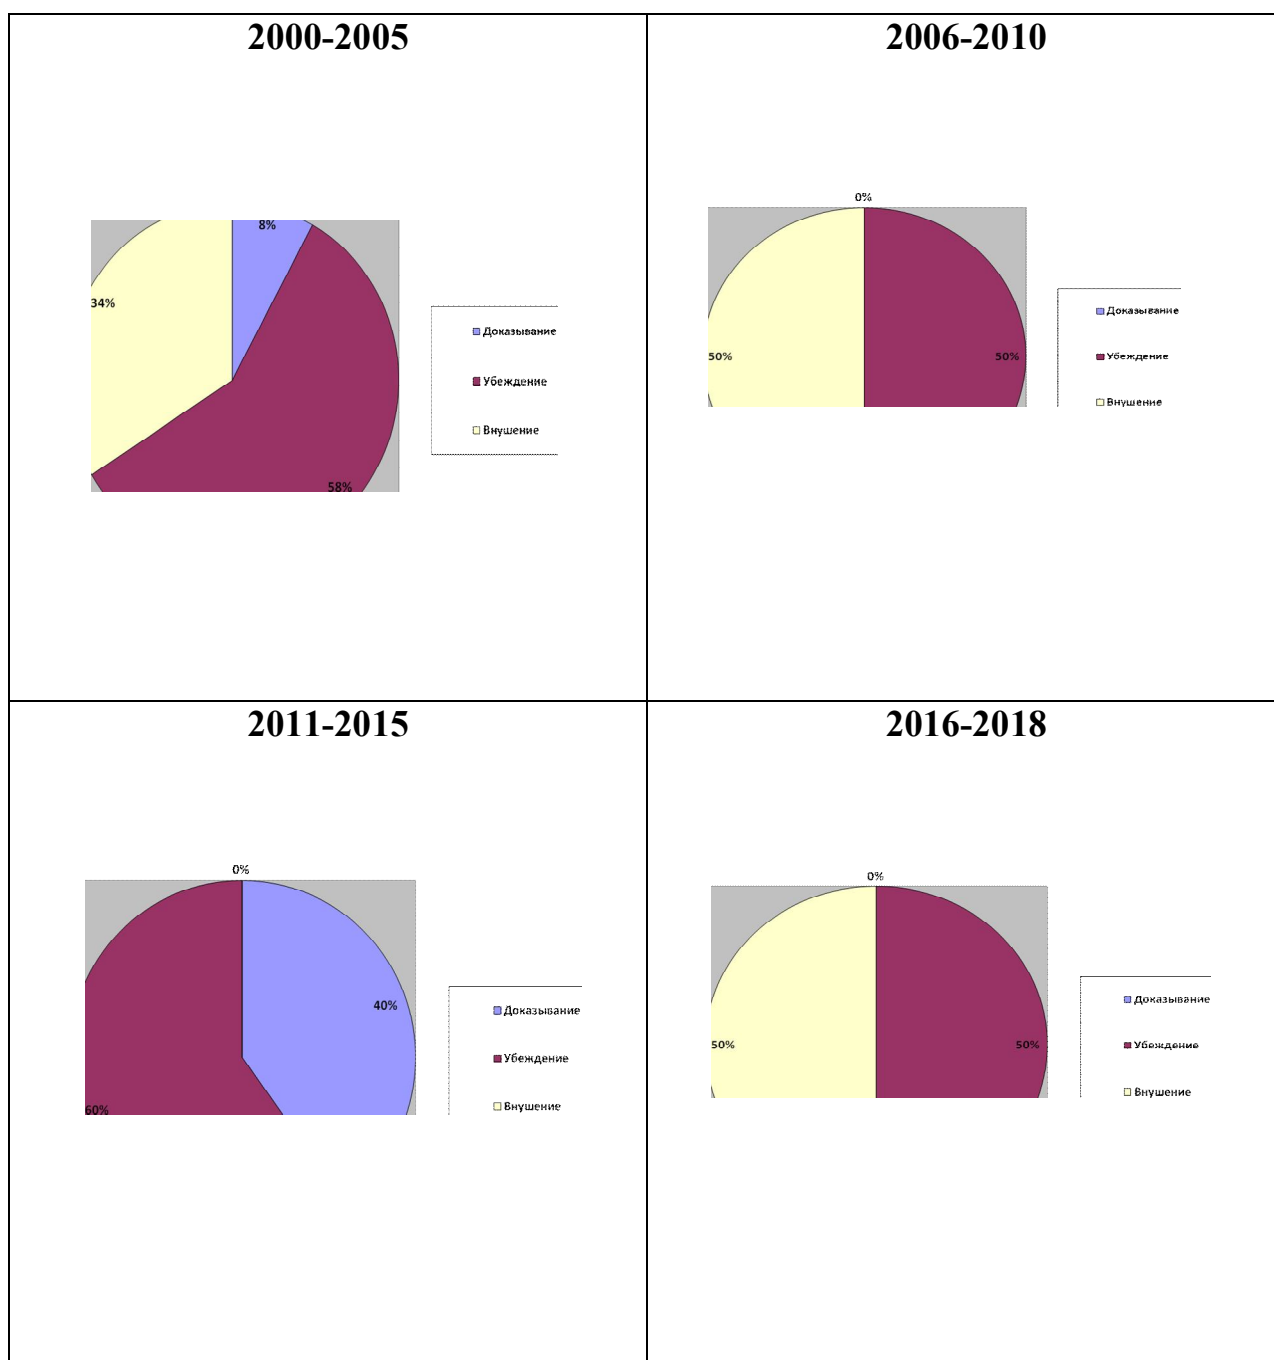 2000-2005
8%
34%
58%
Доказывание
Убеждение
Внушение
2006-2010
0%
50%
50%
Доказывание
Убеждение
Внушение
2011-2015
0%
40%
60%
Доказывание
Убеждение
Внушение
2016-2018
0%
50%
50%
Доказывание
Убеждение
Внушение